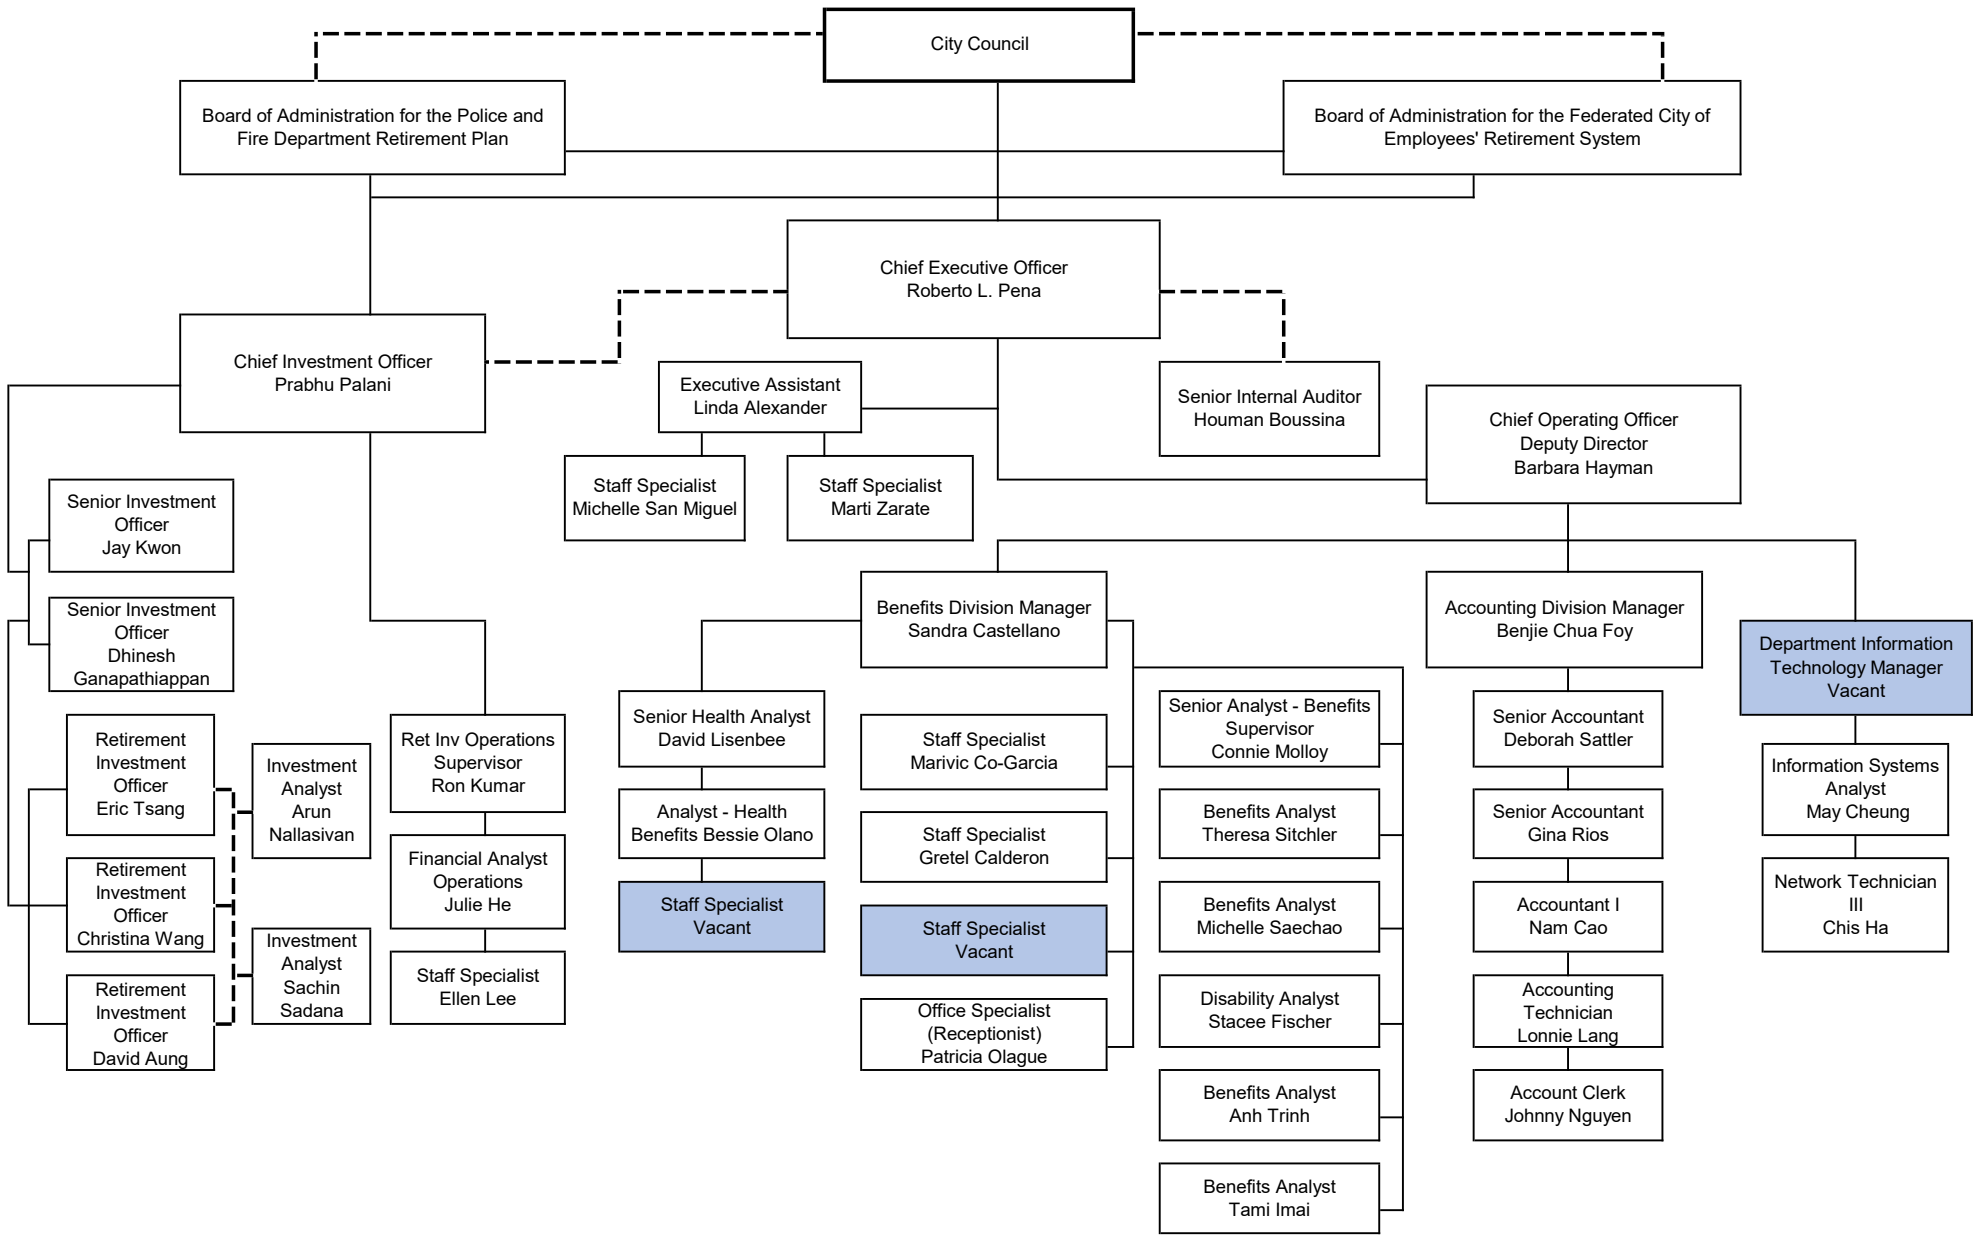 City Council
Board of Administration for the Police and
Fire Department Retirement Plan
Board of Administration for the Federated City of
Employees' Retirement System
Chief Executive Officer
Roberto L. Pena
Chief Investment Officer
Prabhu Palani
Executive Assistant
Linda Alexander
Senior Internal Auditor
Houman Boussina
Chief Operating Officer
Deputy Director
Barbara Hayman
Staff Specialist
Michelle San Miguel
Staff Specialist
Marti Zarate
Senior Investment
Officer
Jay Kwon
Senior Investment
Officer
Dhinesh
Ganapathiappan
Benefits Division Manager
Sandra Castellano
Accounting Division Manager
Benjie Chua Foy
Department Information
Technology Manager
Vacant
Retirement
Investment
Officer
Eric Tsang
Retirement
Investment
Officer
Christina Wang
Retirement
Investment
Officer
David Aung
Investment
Analyst
Arun
Nallasivan
Investment
Analyst
Sachin
Sadana
Ret Inv Operations
Supervisor
Ron Kumar
Financial Analyst
Operations
Julie He
Staff Specialist
Ellen Lee
Senior Health Analyst
David Lisenbee
Analyst - Health
Benefits Bessie Olano
Staff Specialist
Vacant
Staff Specialist
Marivic Co-Garcia
Staff Specialist
Gretel Calderon
Staff Specialist
Vacant
Office Specialist
(Receptionist)
Patricia Olague
Senior Analyst - Benefits
Supervisor
Connie Molloy
Benefits Analyst
Theresa Sitchler
Benefits Analyst
Michelle Saechao
Disability Analyst
Stacee Fischer
Benefits Analyst
Anh Trinh
Benefits Analyst
Tami Imai
Senior Accountant
Deborah Sattler
Senior Accountant
Gina Rios
Accountant I
Nam Cao
Accounting
Technician
Lonnie Lang
Account Clerk
Johnny Nguyen
Information Systems
Analyst
May Cheung
Network Technician
III
Chis Ha